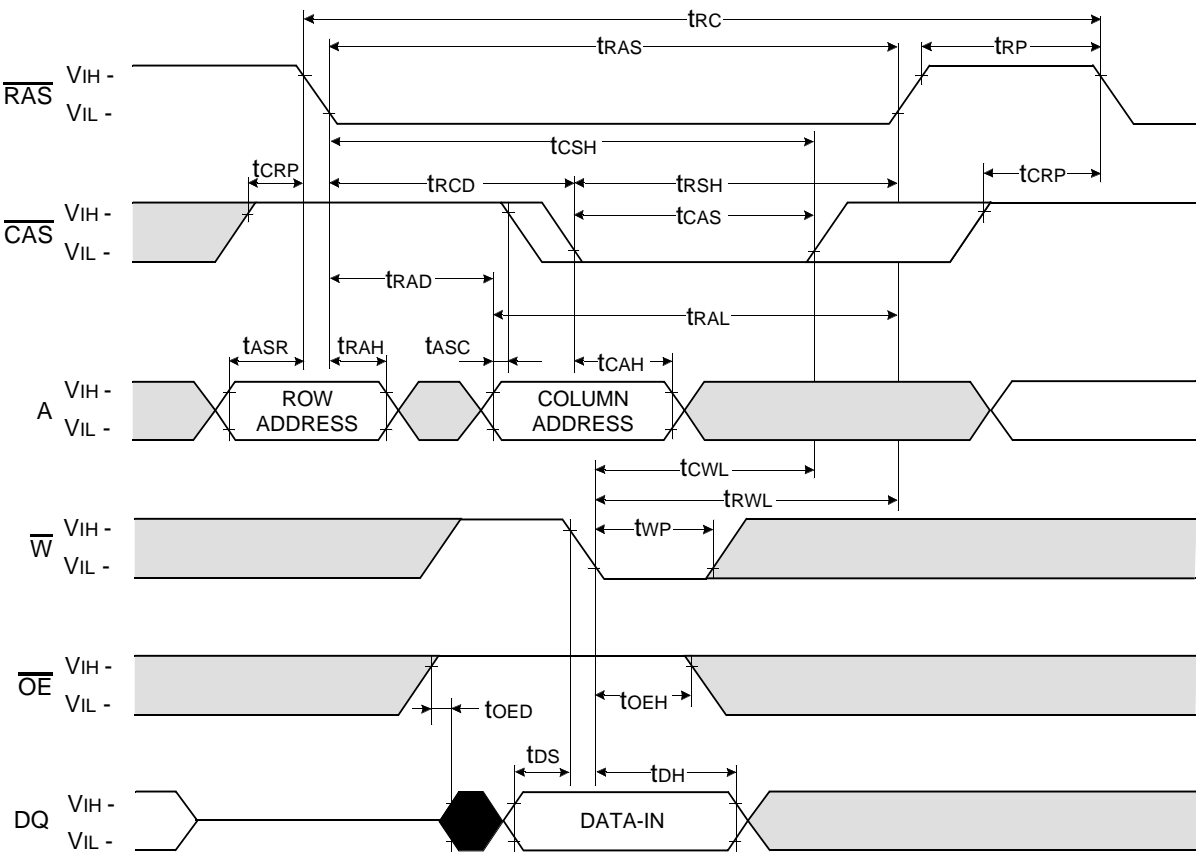 tRC
tRAS
tRP
RAS
VIH -
VIL -
tCSH
tCRP
tRCD
tRSH
tCRP
CAS
VIH -
VIL -
tCAS
tRAD
tRAL
tASR
tRAH
tASC
tCAH
A
VIH -
VIL -
ROW
ADDRESS
COLUMN
ADDRESS
tCWL
tRWL
W
VIH -
VIL -
tWP
OE
VIH -
VIL -
tOED
tOEH
tDS
tDH
DQ
VIH -
VIL -
DATA-IN